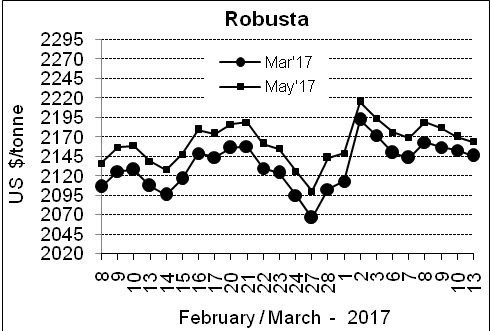 Robusta
2295
2270
2245
2220
2195
2170
2145
2120
2095
2070
2045
2020
US $/tonne
Mar'17
May'17
8 9 10 13 14 15 16 17 20 21 22 23 24 27 28 1 2 3 6 7 8 9 10 13
February / March - 2017